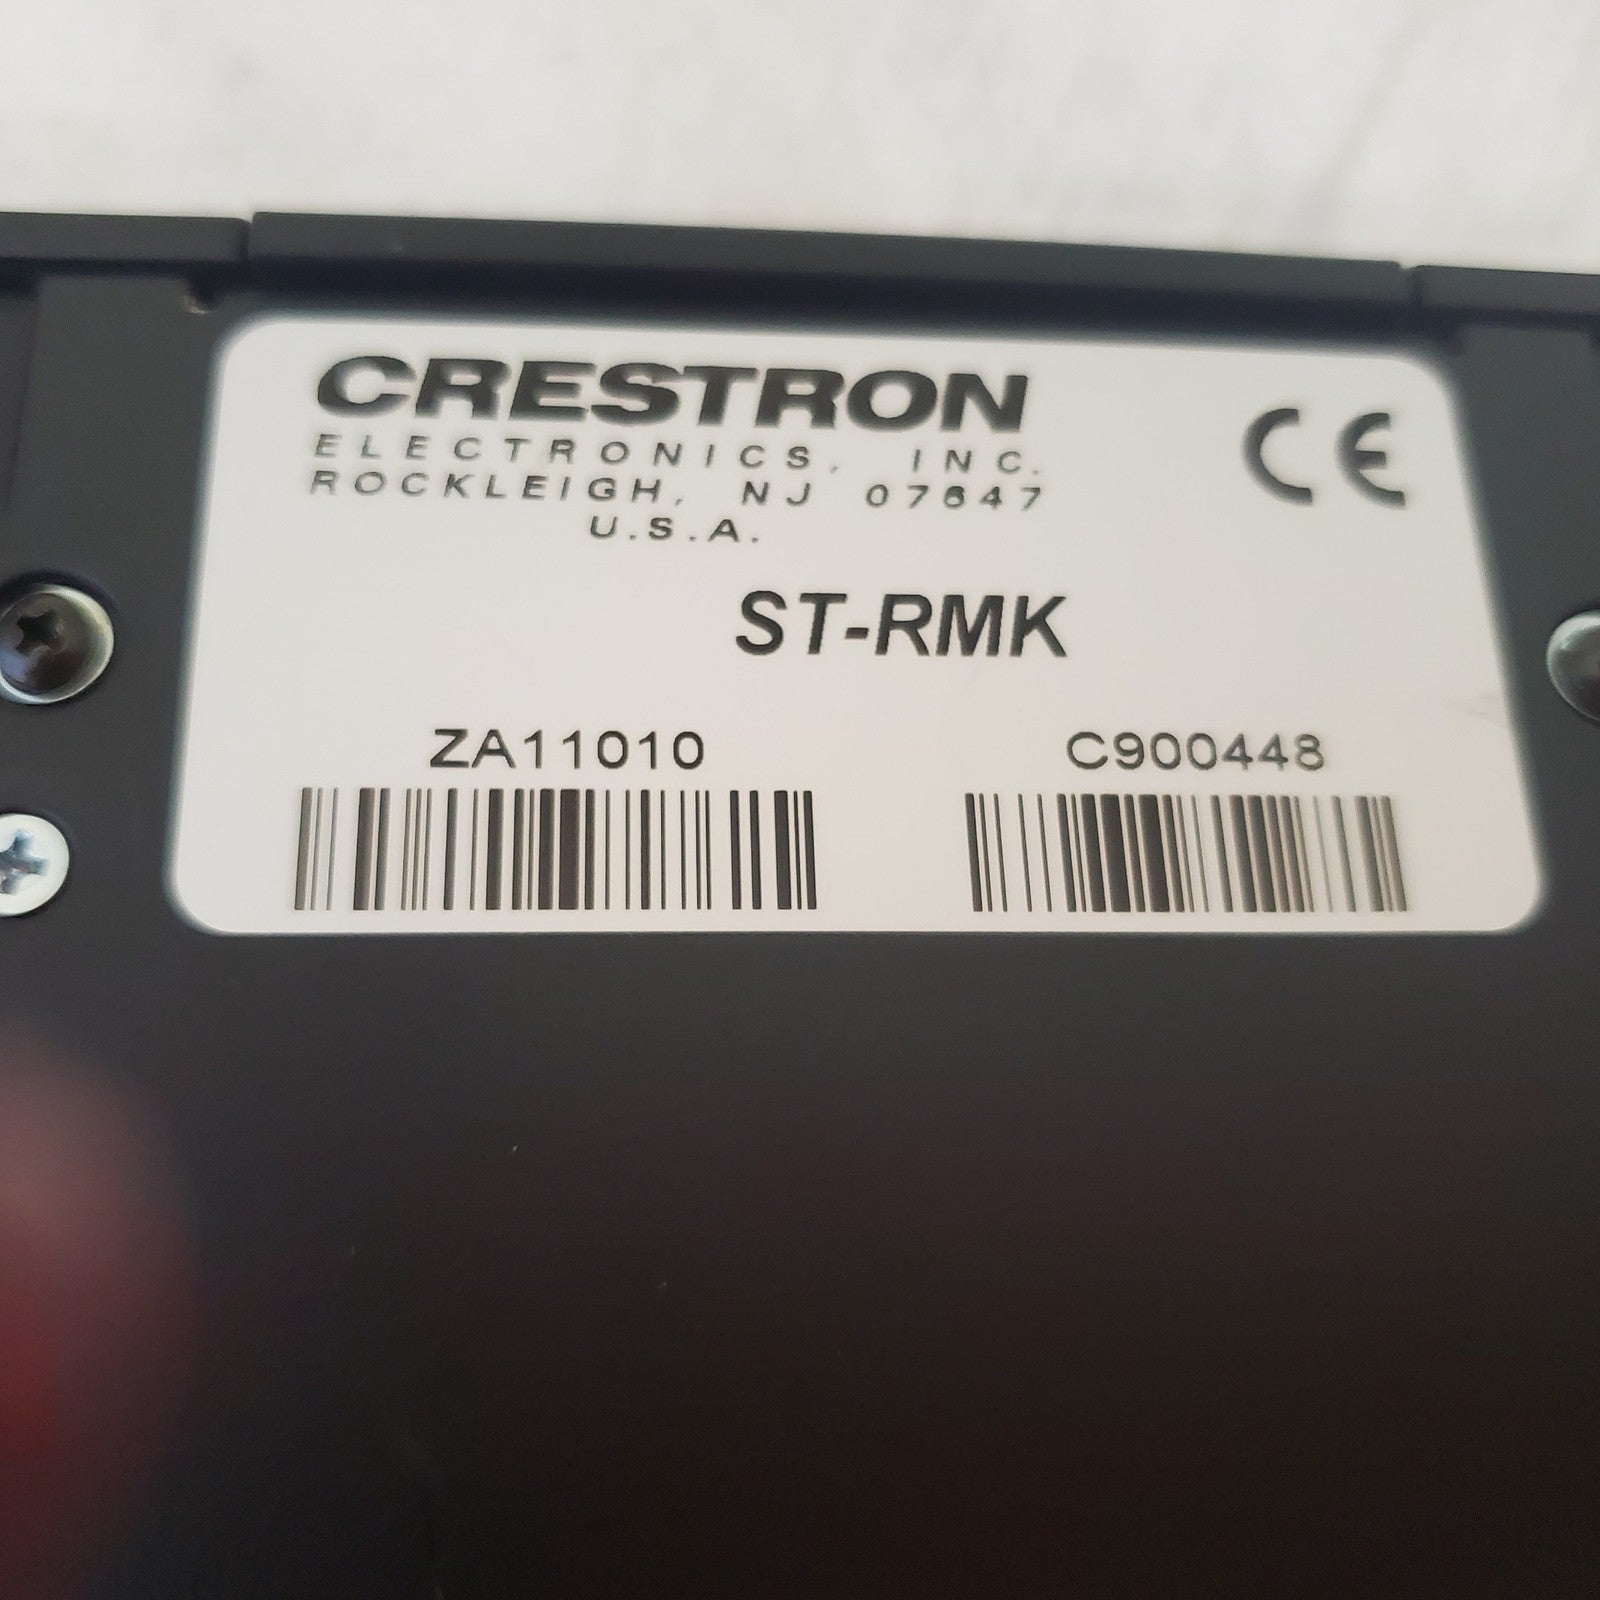 CRESTRON
ELECTRONICS, INC.
ROCKLEIGH, NJ 07647
U.S.A.
CE
ST-RMK
ZA11010
C900448